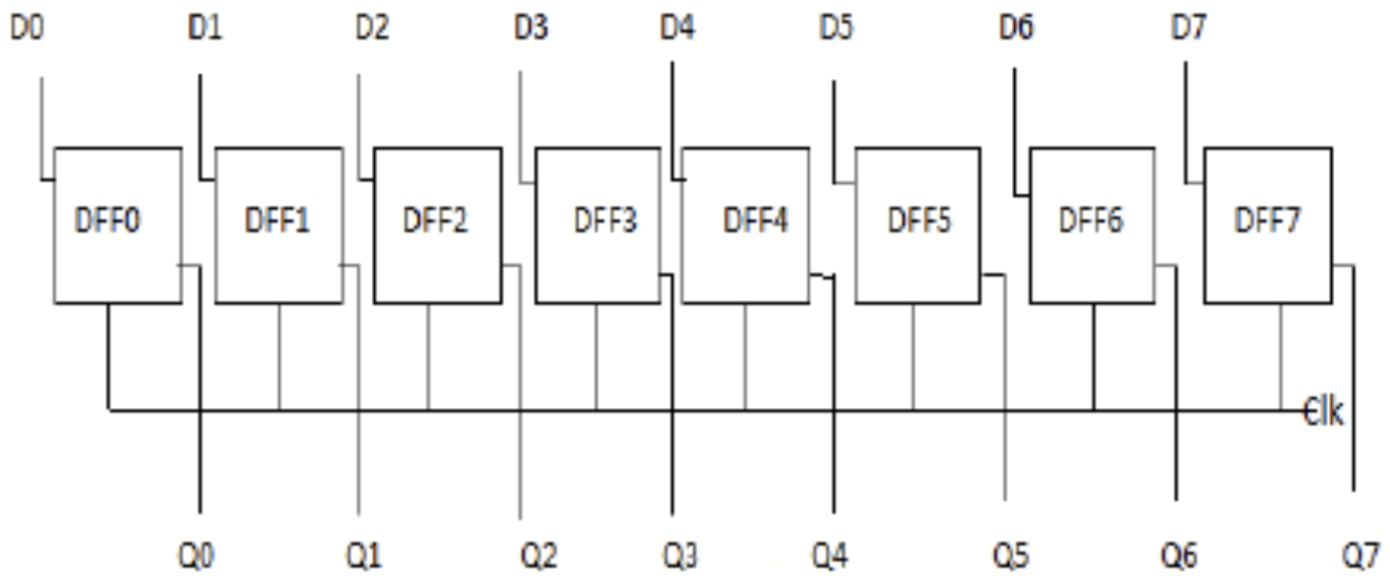 D0 D1 D2 D3 D4 D5 D6 D7
DFF0 DFF1 DFF2 DFF3 DFF4 DFF5 DFF6 DFF7
Clk
Q0 Q1 Q2 Q3 Q4 Q5 Q6 Q7